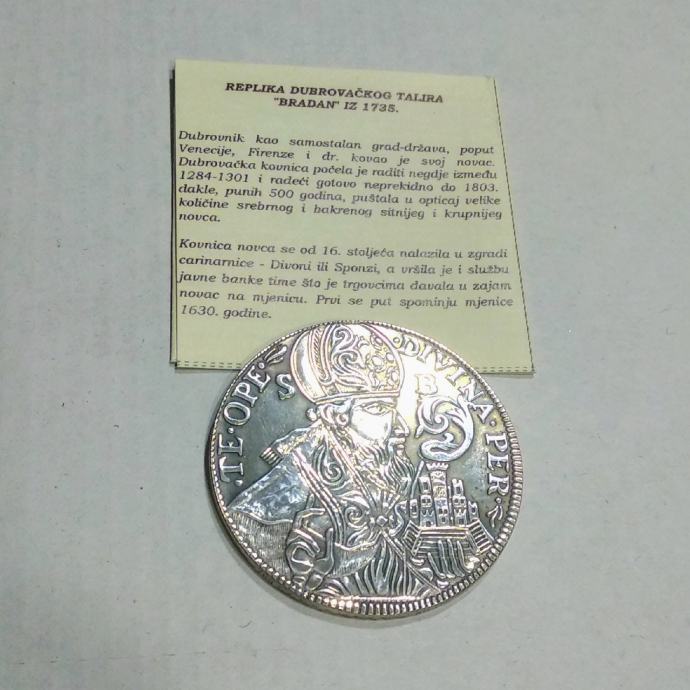 REPLIKA DUBROVAČKOG TALIRA
"BRADAN" IZ 1735.
Dubrovnik kao samostalan grad-država, poput
Venecije, Firenze i dr. kovao je svoj novac.
Dubrovačka kovnica počela je raditi negdje između
1284-1301 i radeći gotovo neprekidno do 1803.
dakle, punih 500 godina, puštala u opticaj velike
količine srebrnog i bakrenog sitnijeg i krupnijeg
novca.
Kovnica novca se od 16. stoljeća nalazila u zgradi
carinarnice - Divoni ili Sponzi, a vršila je i službu
javne banke time što je trgovcima davala u zajam
novac na mjenicu. Prvi se put spominju mjenice
1630. godine.
TE·OPE· ·DIVINA·PER·
S B